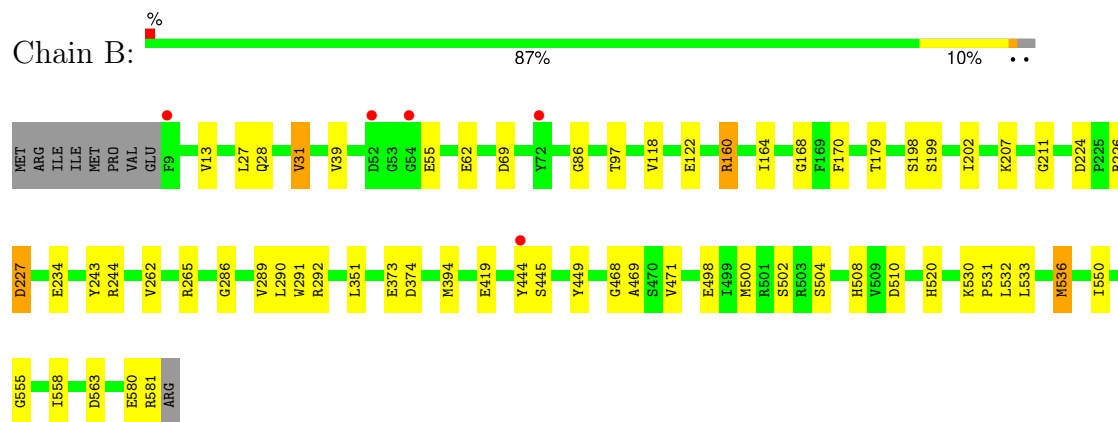 %
Chain B:
87% 10% • •
MET ARG ILE ILE MET PRO VAL GLU F9 V13 L27 Q28 V31 V39 D52 G53 G54 E55 E62 D69 Y72 G86 T97 V118 E122 R160 I164 G168 F169 F170 T179 S198 S199 I202 K207 G211 D224 P225
D227 E234 Y243 R244 V262 R265 G286 V289 L290 W291 R292 L351 E373 D374 M394 E419 Y444 S445 Y449 G468 A469 S470 V471 E498 I499 M500 R501 S502 R503 S504 H508 V509 D510 H520 K530 P531 L532 L533 M536 I550
G555 I558 D563 E580 R581 ARG